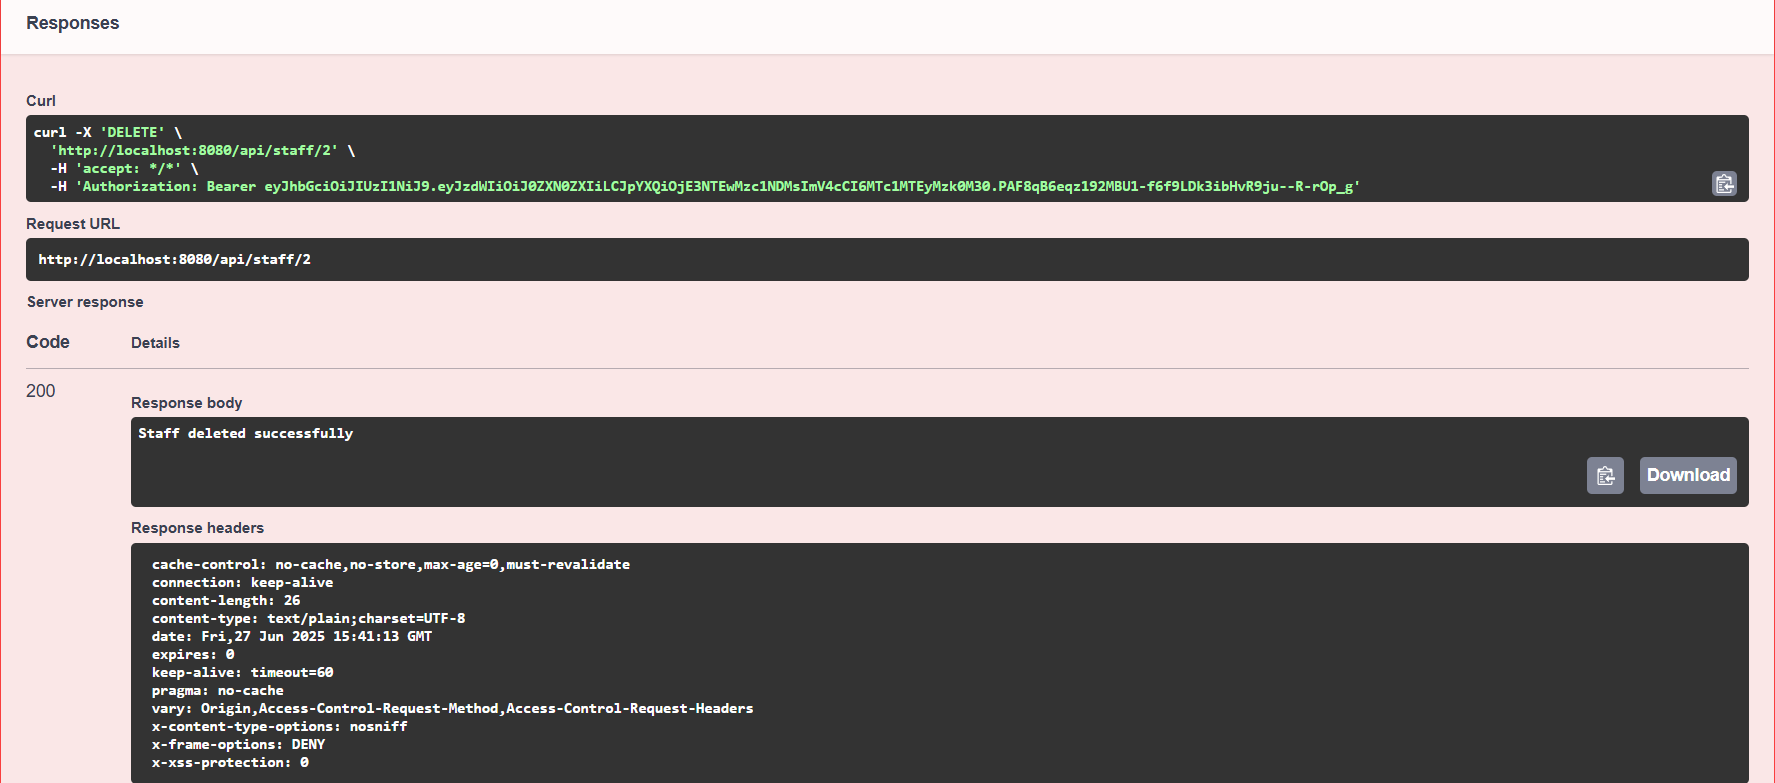 Responses
Curl
curl -X 'DELETE' \
'http://localhost:8080/api/staff/2' \
-H 'accept: */*' \
-H 'Authorization: Bearer eyJhbGciOiJIUzI1NiJ9.eyJzdWIiOiJ0ZXN0ZXIiLCJpYXQiOjE3NTEwMzc1NDMsImV4cCI6MTc1MTEyMzk0M30.PAF8qB6eqz192MBU1-f6f9LDk3ibHvR9ju--R-rOp_g'
Request URL
http://localhost:8080/api/staff/2
Server response
Code Details
200
Response body
Staff deleted successfully
Download
Response headers
cache-control: no-cache,no-store,max-age=0,must-revalidate
connection: keep-alive
content-length: 26
content-type: text/plain;charset=UTF-8
date: Fri,27 Jun 2025 15:41:13 GMT
expires: 0
keep-alive: timeout=60
pragma: no-cache
vary: Origin,Access-Control-Request-Method,Access-Control-Request-Headers
x-content-type-options: nosniff
x-frame-options: DENY
x-xss-protection: 0